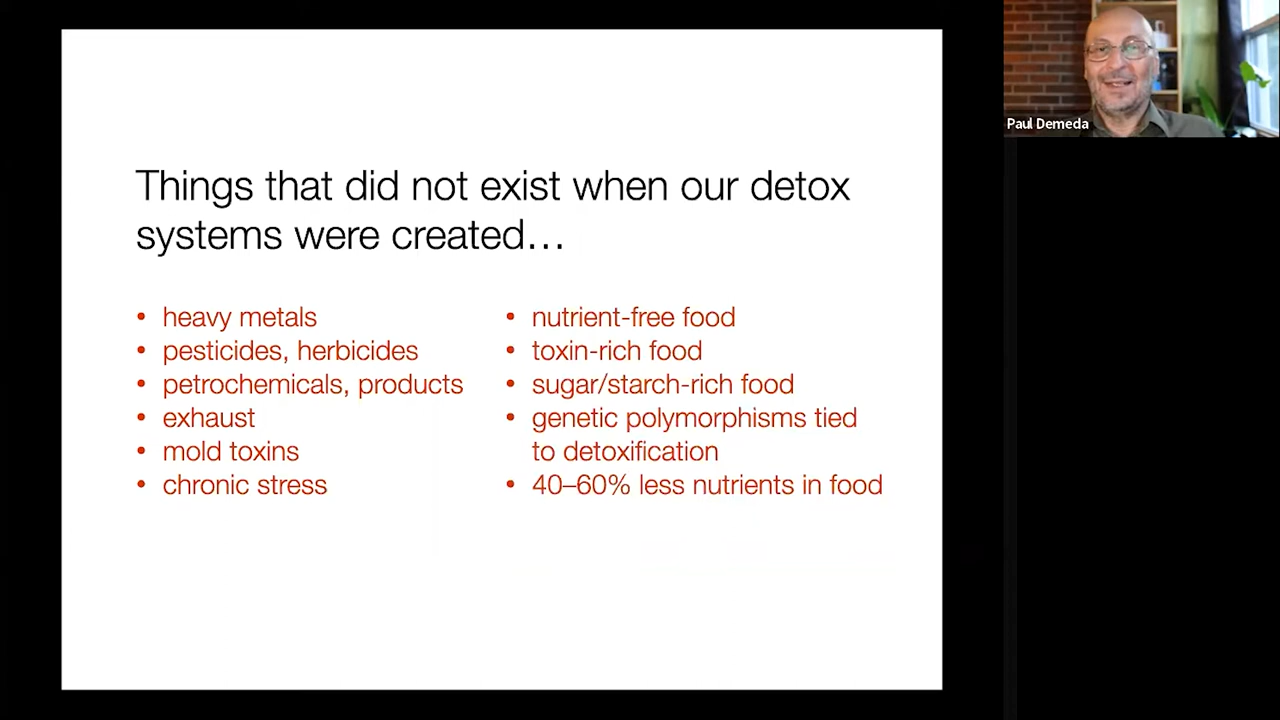 Things that did not exist when our detox
systems were created…
• heavy metals
• pesticides, herbicides
• petrochemicals, products
• exhaust
• mold toxins
• chronic stress
• nutrient-free food
• toxin-rich food
• sugar/starch-rich food
• genetic polymorphisms tied
to detoxification
• 40–60% less nutrients in food
Paul Demeda